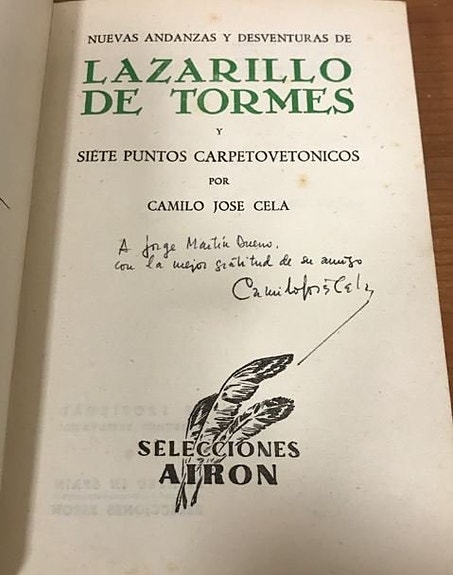 NUEVAS ANDANZAS Y DESVENTURAS DE
LAZARILLO
DE TORMES
Y
SIETE PUNTOS CARPETOVETONICOS
POR
CAMILO JOSE CELA
A Jorge Martín Bueno,
con la mejor gratitud de su amigo
Camilo José Cela
SELECCIONES
AIRON